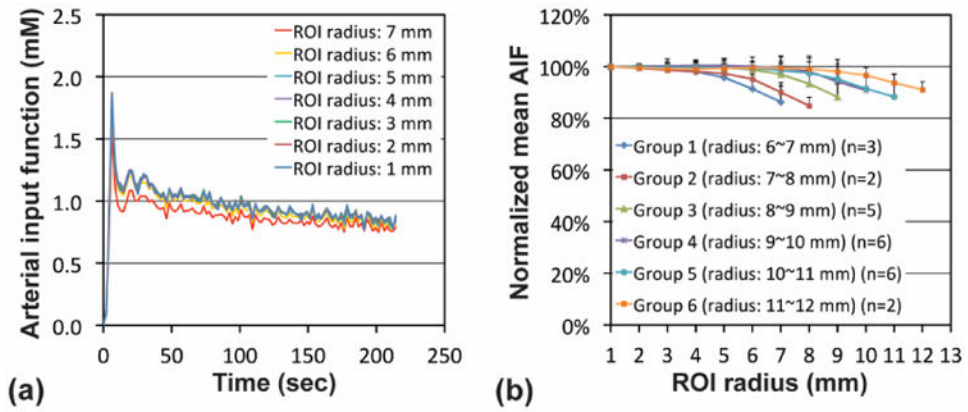 Arterial input function (mM)
2.5
2.0
1.5
1.0
0.5
0.0
ROI radius: 7 mm
ROI radius: 6 mm
ROI radius: 5 mm
ROI radius: 4 mm
ROI radius: 3 mm
ROI radius: 2 mm
ROI radius: 1 mm
0 50 100 150 200 250
Time (sec)
(a)
Normalized mean AIF
120%
100%
80%
60%
40%
20%
0%
Group 1 (radius: 6~7 mm) (n=3)
Group 2 (radius: 7~8 mm) (n=2)
Group 3 (radius: 8~9 mm) (n=5)
Group 4 (radius: 9~10 mm) (n=6)
Group 5 (radius: 10~11 mm) (n=6)
Group 6 (radius: 11~12 mm) (n=2)
1 2 3 4 5 6 7 8 9 10 11 12 13
ROI radius (mm)
(b)